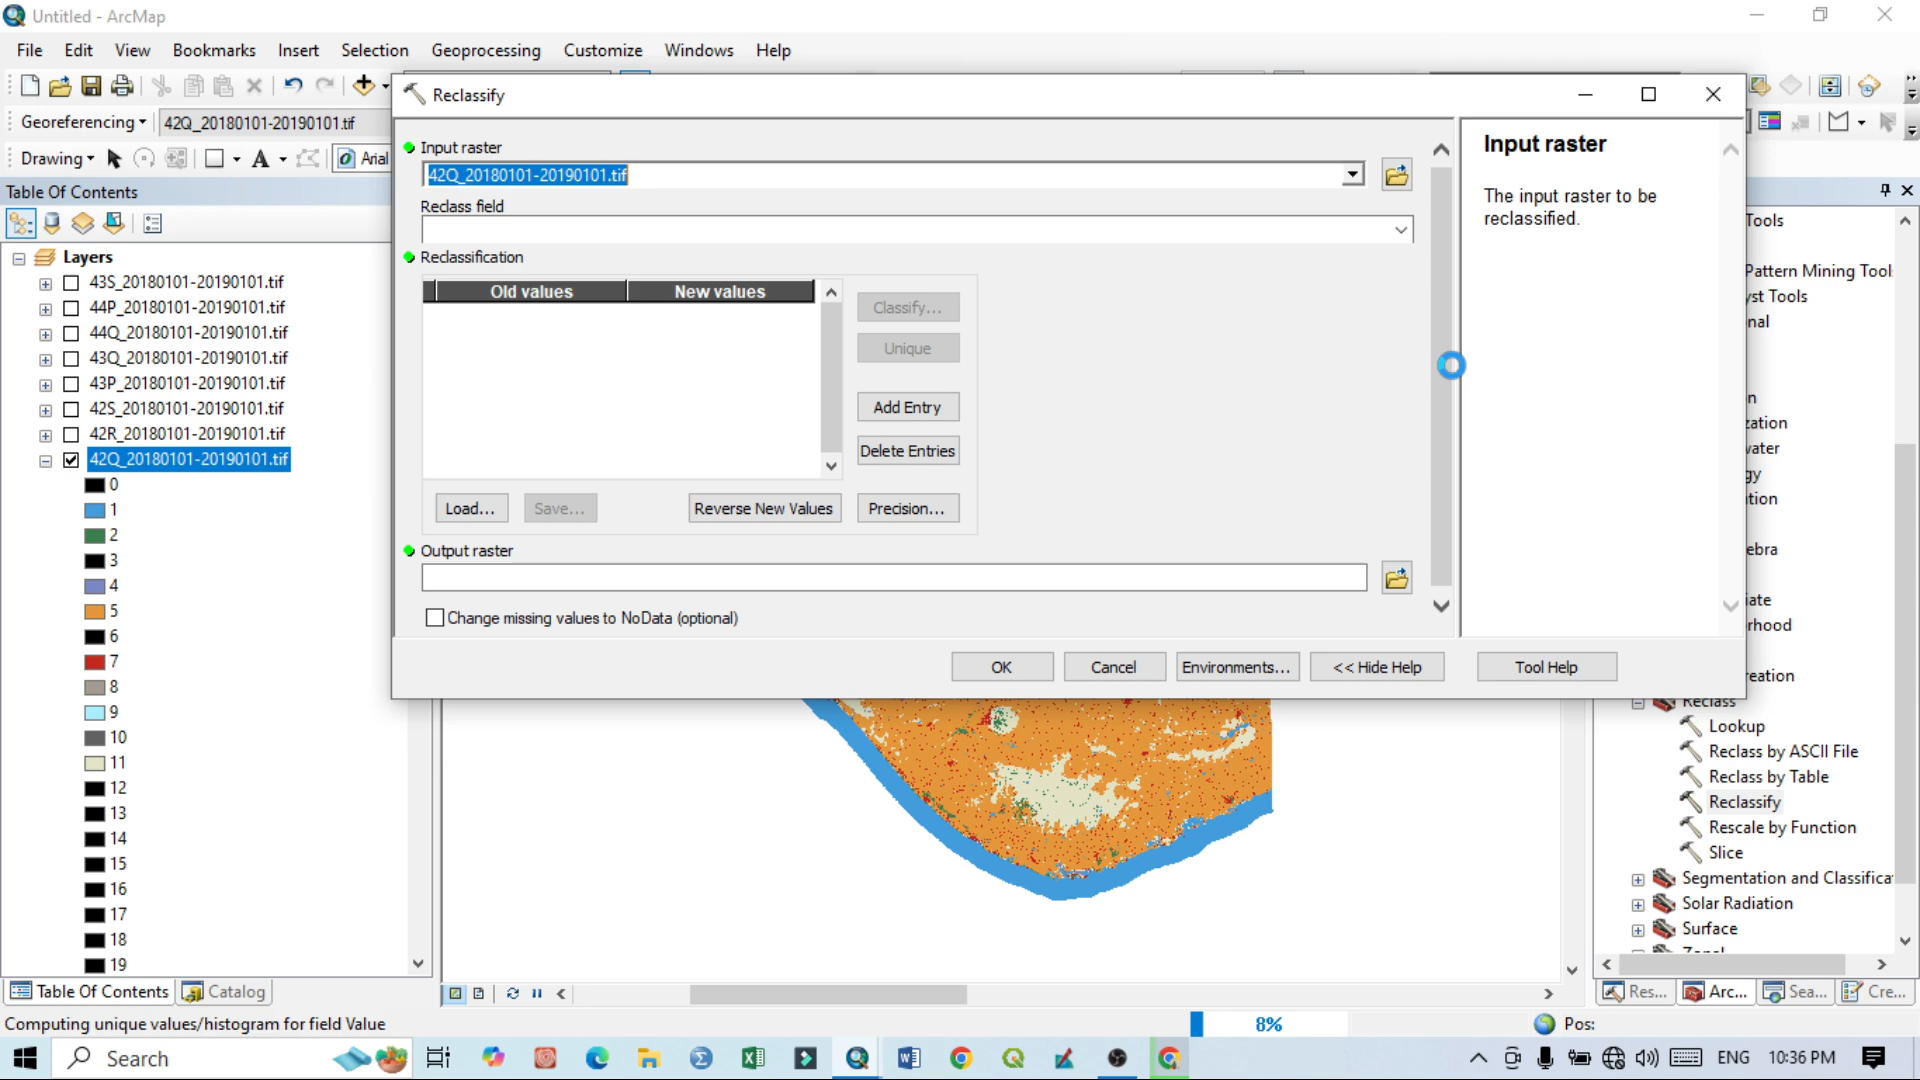 Untitled - ArcMap
File Edit View Bookmarks Insert Selection Geoprocessing Customize Windows Help
Georeferencing 42Q_20180101-20190101.tif
Drawing A Arial
Table Of Contents
Layers
43S_20180101-20190101.tif
44P_20180101-20190101.tif
44Q_20180101-20190101.tif
43Q_20180101-20190101.tif
43P_20180101-20190101.tif
42S_20180101-20190101.tif
42R_20180101-20190101.tif
42Q_20180101-20190101.tif
0
1
2
3
4
5
6
7
8
9
10
11
12
13
14
15
16
17
18
19
Table Of Contents Catalog
Reclassify
Input raster
42Q_20180101-20190101.tif
Reclass field
Reclassification
Old values New values
Classify...
Unique
Add Entry
Delete Entries
Load... Save... Reverse New Values Precision...
Output raster
Change missing values to NoData (optional)
OK Cancel Environments... << Hide Help Tool Help
Input raster
The input raster to be
reclassified.
Tools
Pattern Mining Tool
yst Tools
nal
n
zation
vater
gy
tion
ebra
iate
rhood
reation
Reclass
Lookup
Reclass by ASCII File
Reclass by Table
Reclassify
Rescale by Function
Slice
Segmentation and Classifica
Solar Radiation
Surface
Res... Arc... Sea... Cre...
Computing unique values/histogram for field Value 8% Pos:
Search ENG 10:36 PM